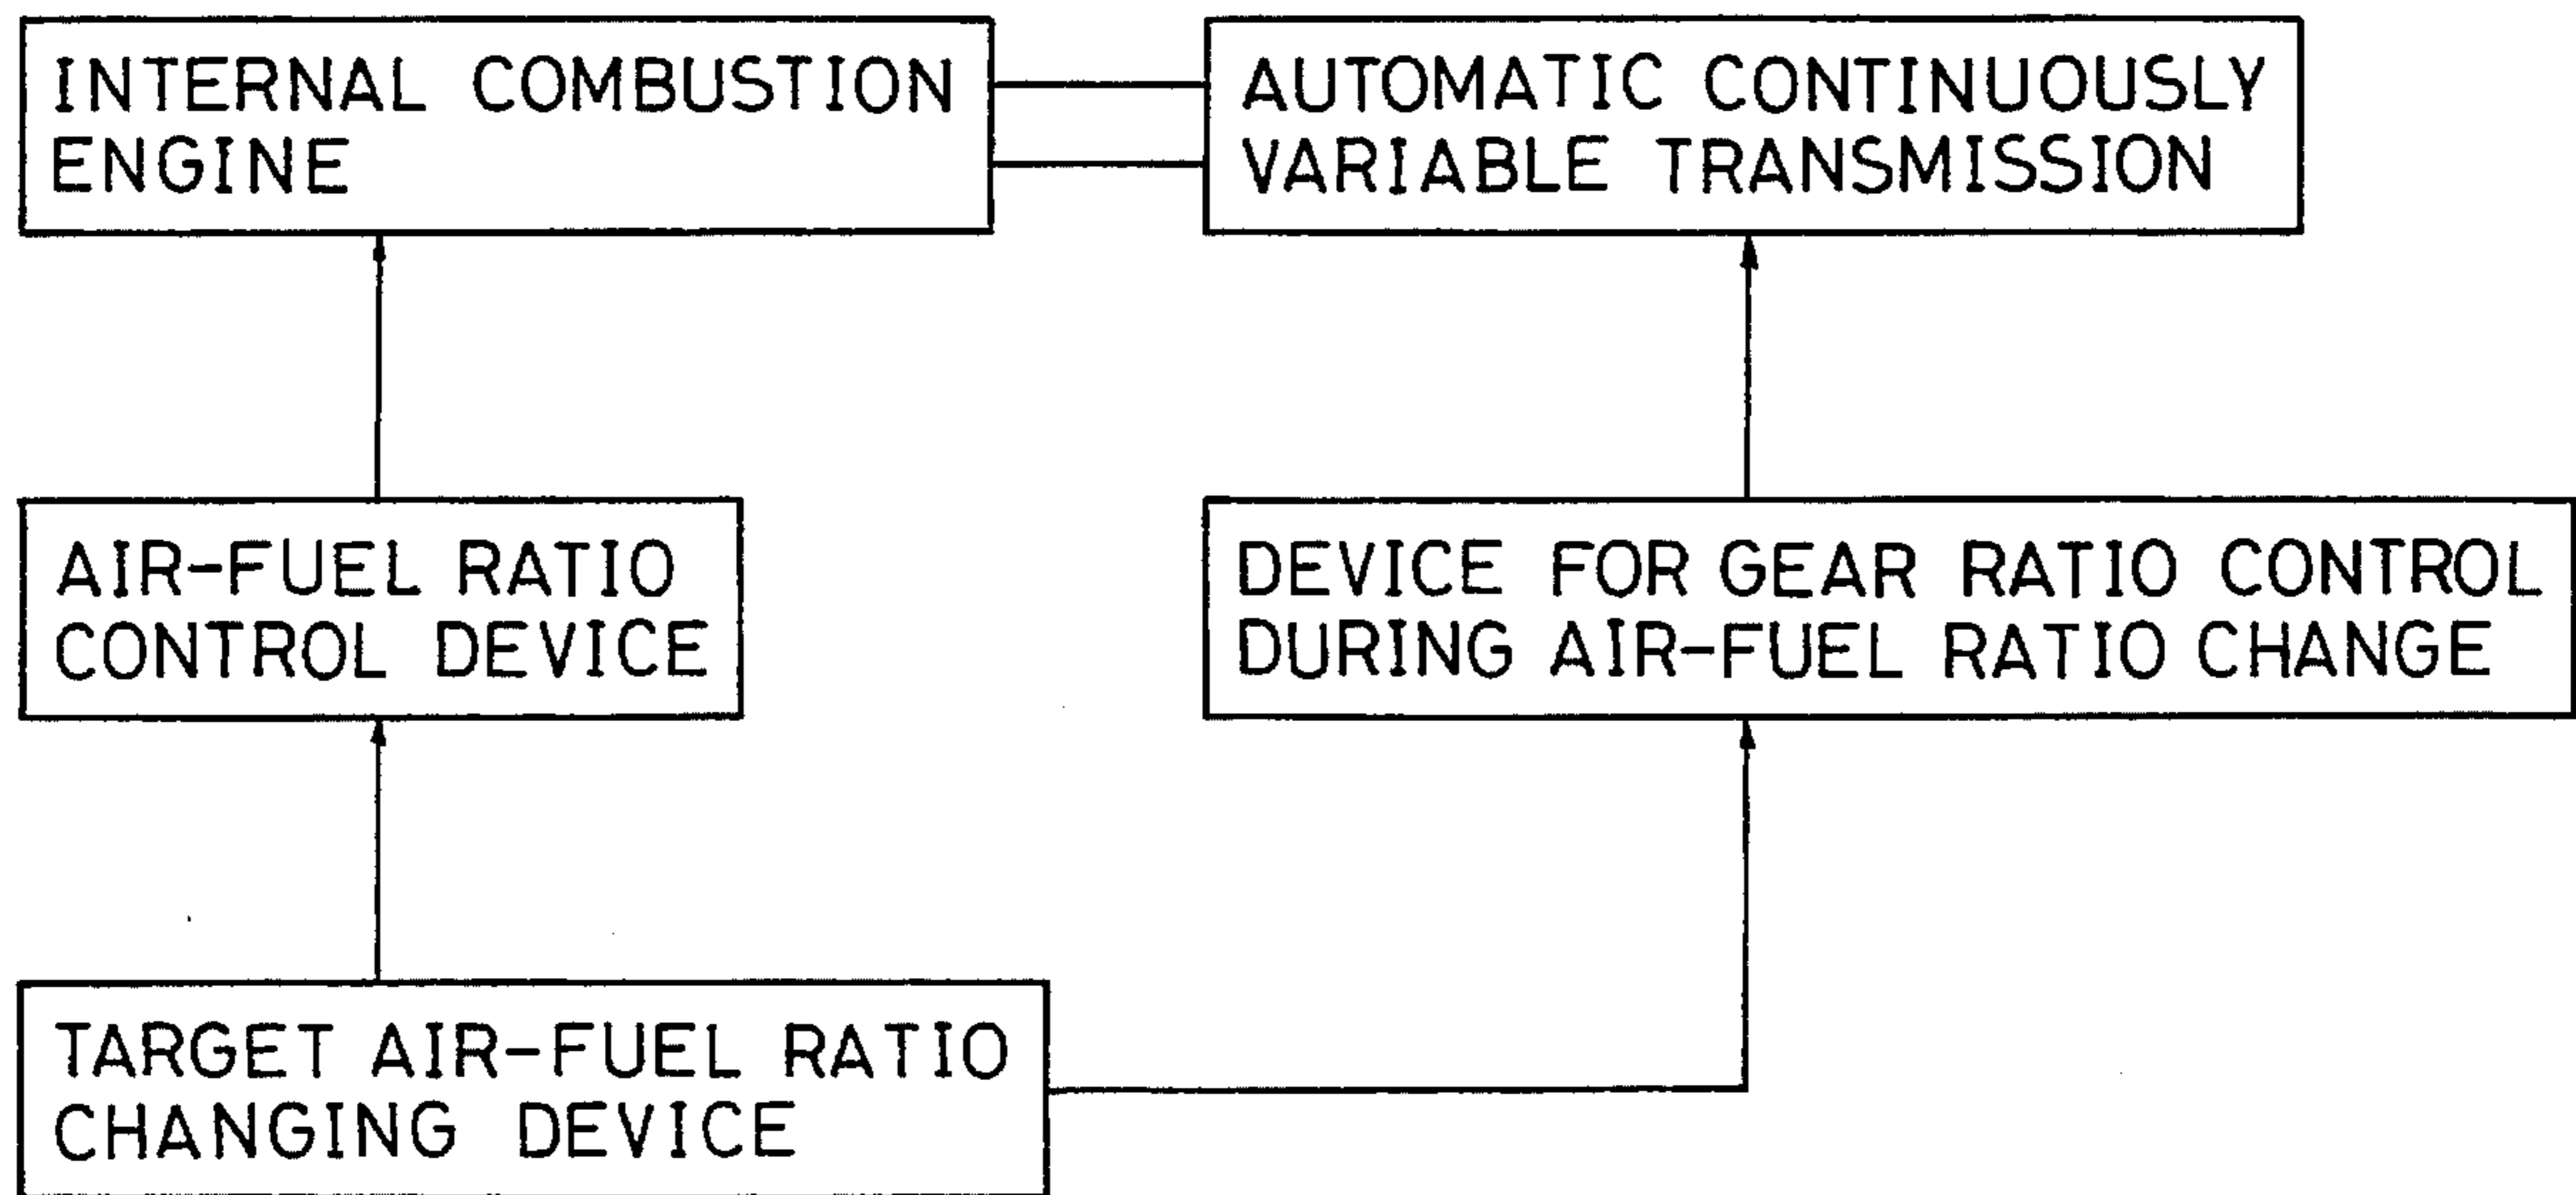 INTERNAL COMBUSTION
ENGINE
AUTOMATIC CONTINUOUSLY
VARIABLE TRANSMISSION
AIR-FUEL RATIO
CONTROL DEVICE
DEVICE FOR GEAR RATIO CONTROL
DURING AIR-FUEL RATIO CHANGE
TARGET AIR-FUEL RATIO
CHANGING DEVICE